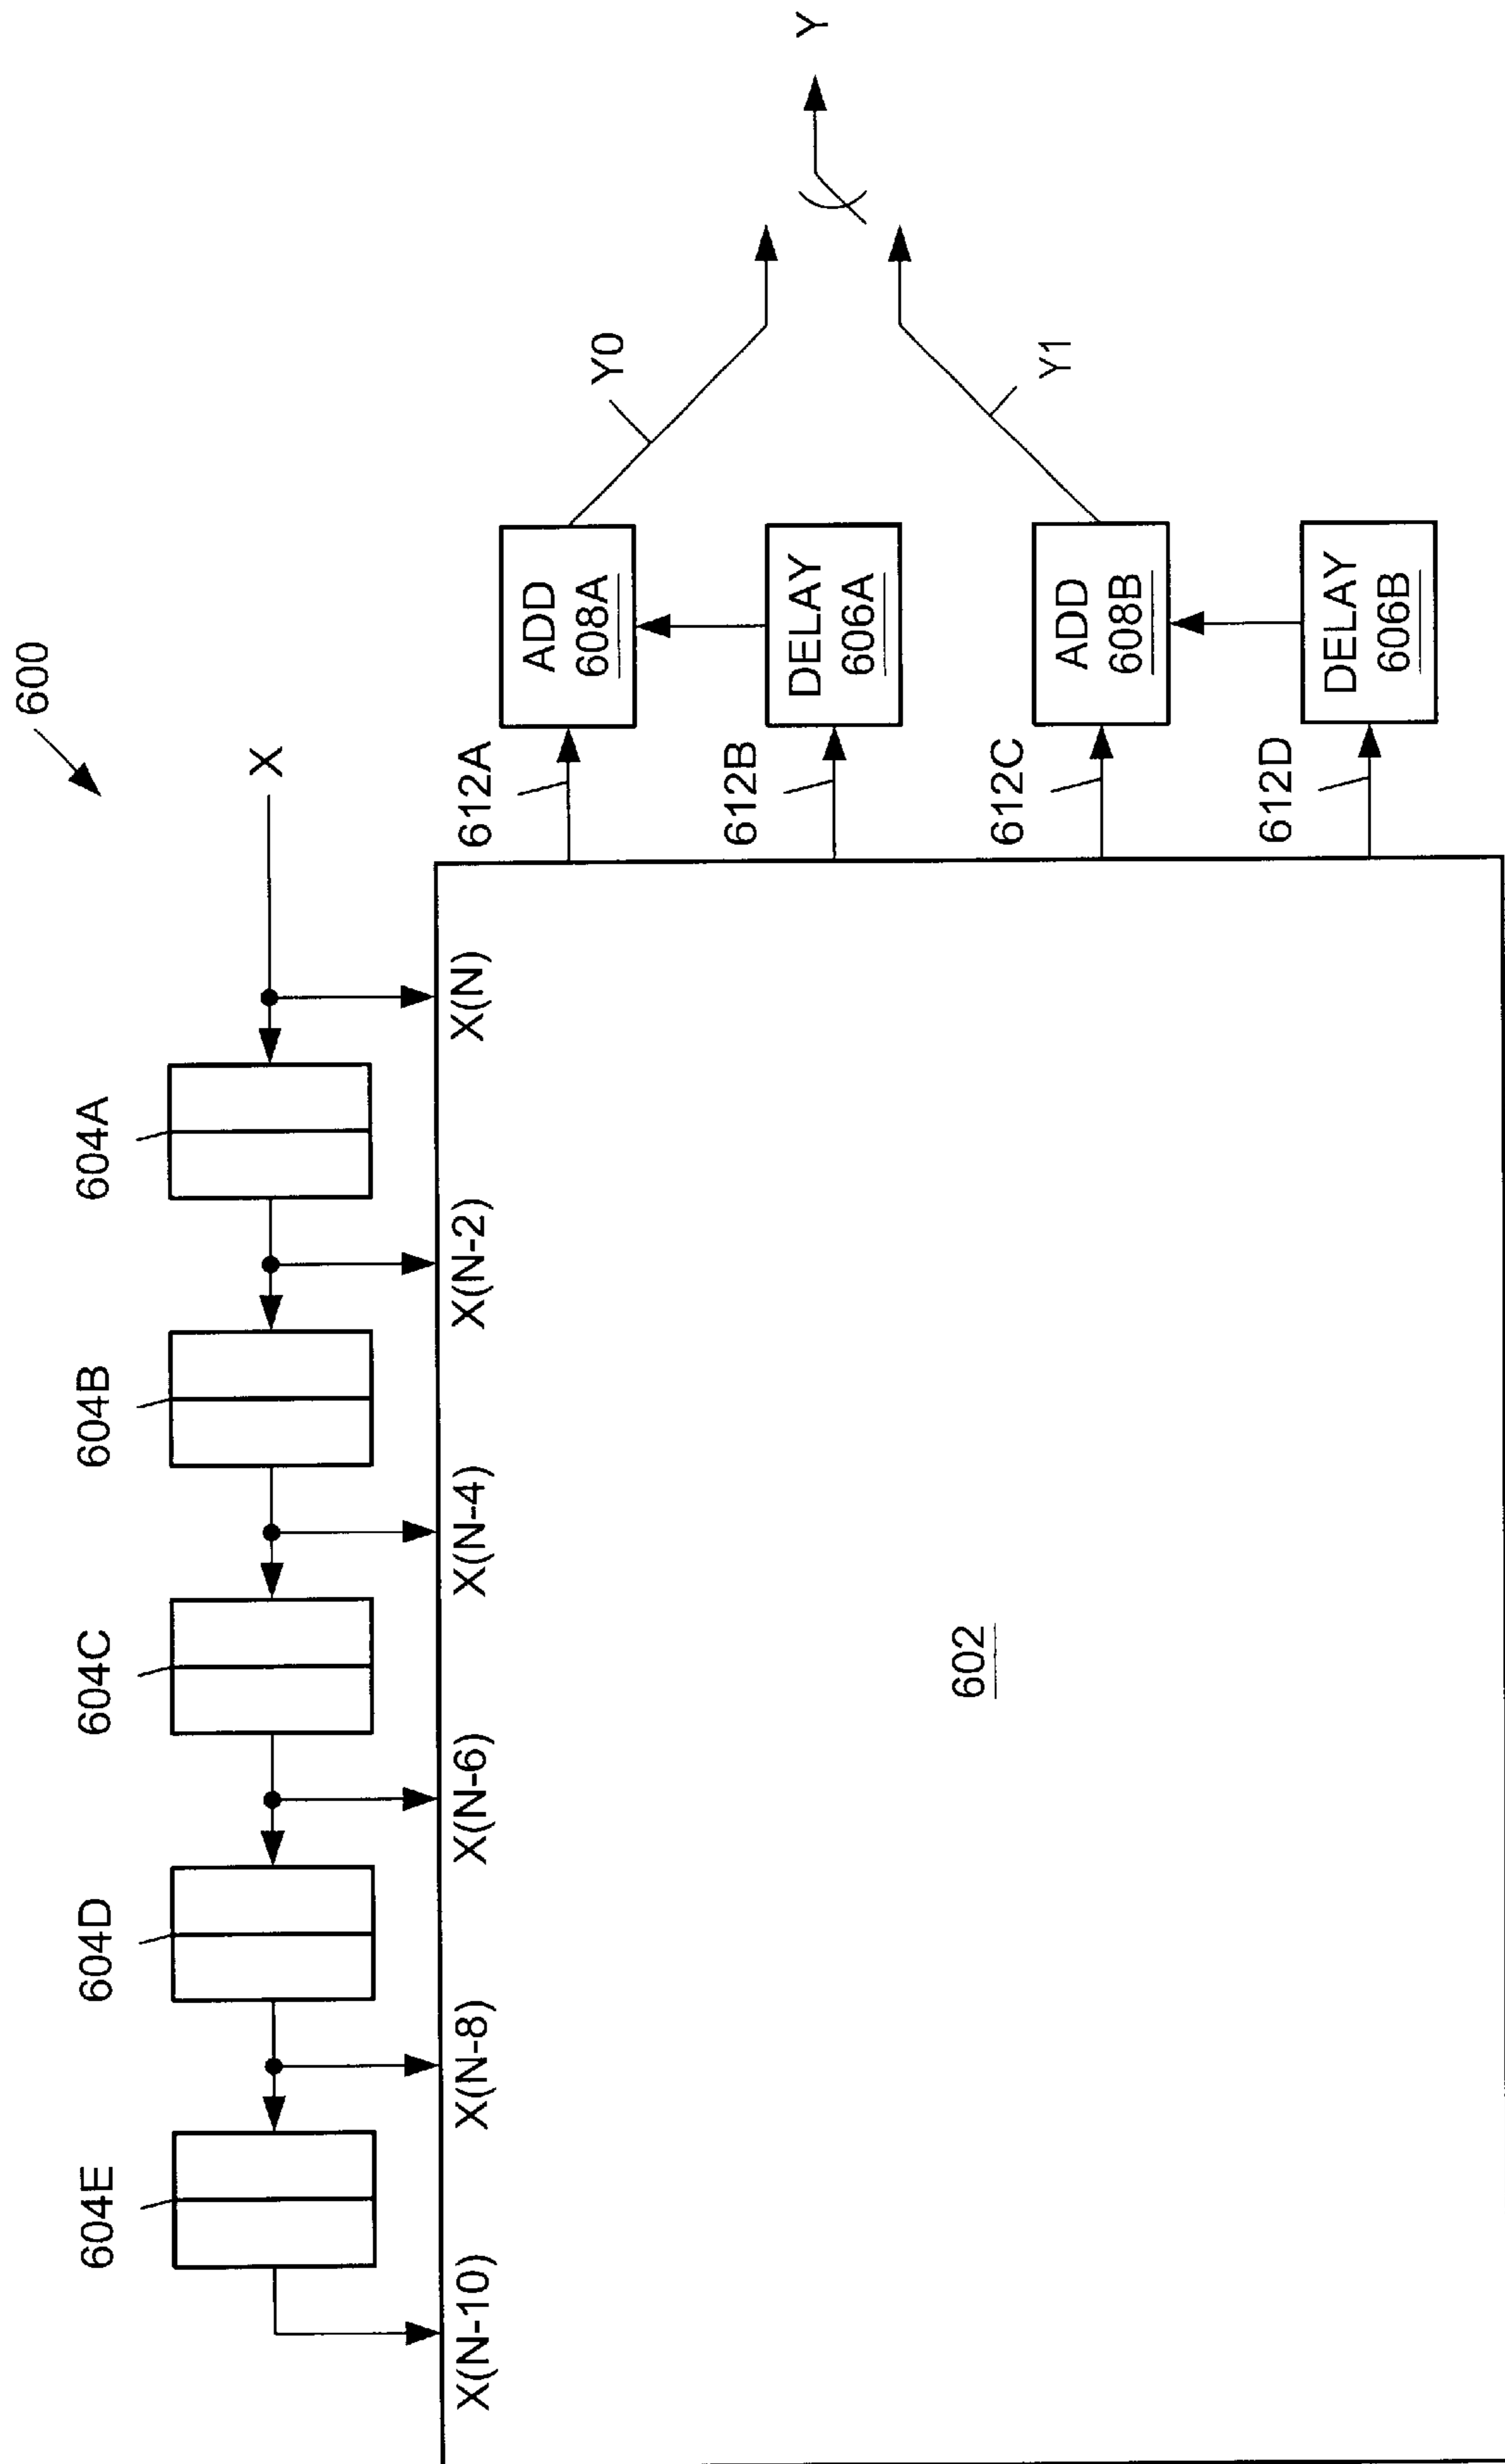 600
X
604A
604B
604C
604D
604E
X(N)
X(N-2)
X(N-4)
X(N-6)
X(N-8)
X(N-10)
602
612A
612B
612C
612D
ADD
608A
DELAY
606A
ADD
608B
DELAY
606B
Y0
Y1
Y